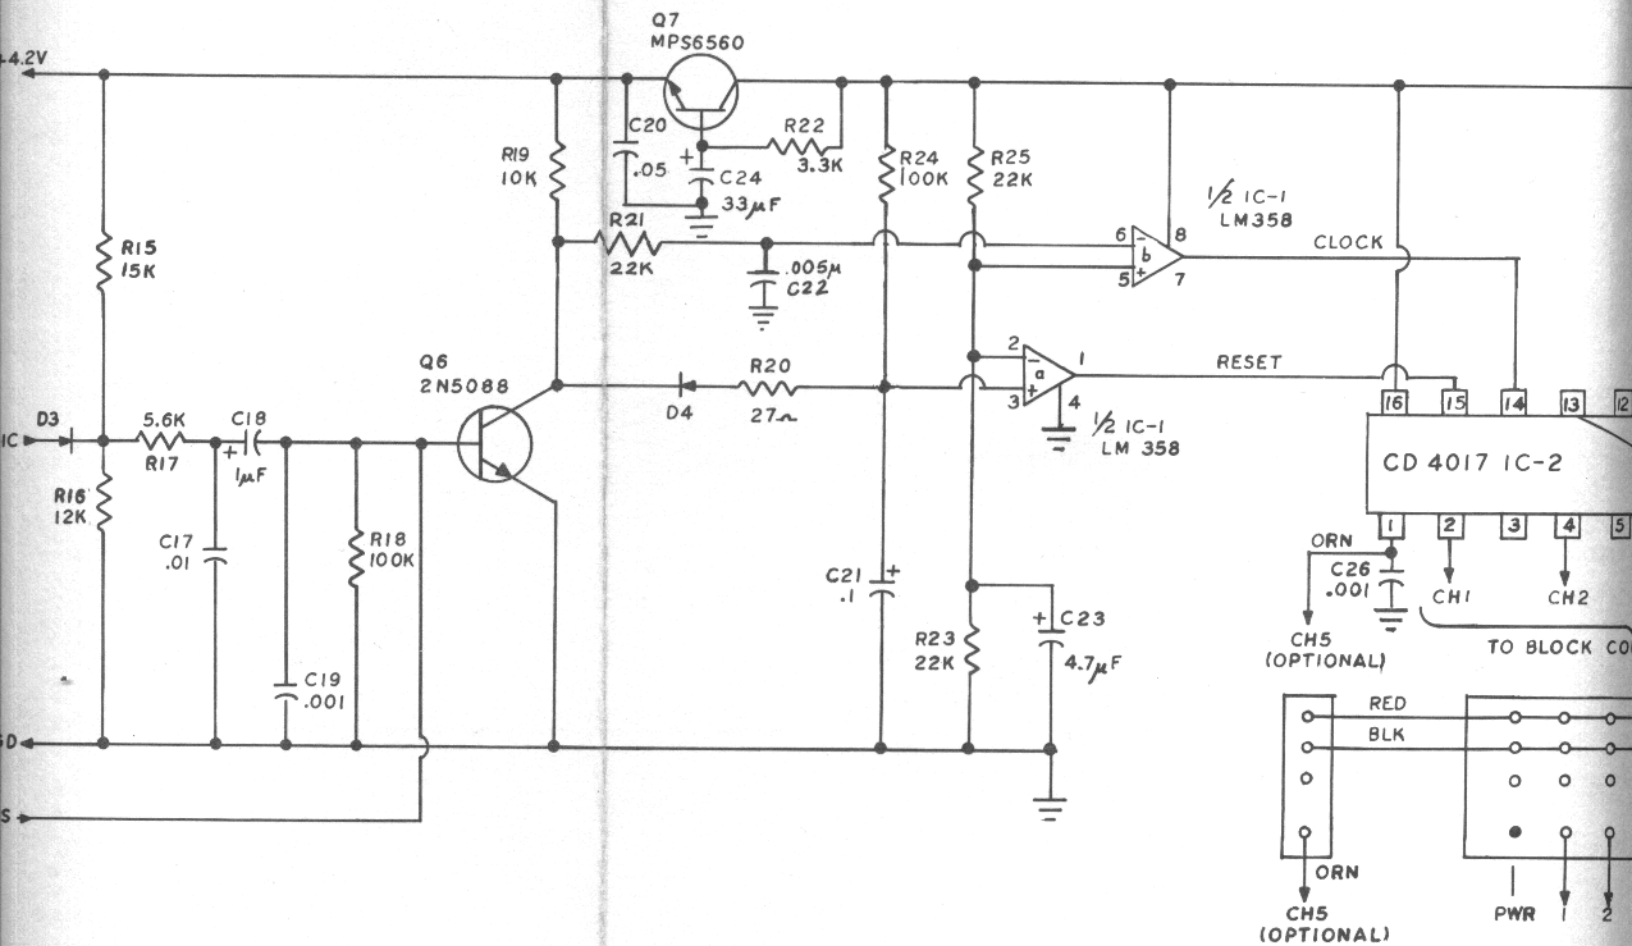 Q7
MPS6560
+4.2V
C20
.05
R22
3.3K
R19
10K
+
C24
33μF
R24
100K
R25
22K
1/2 IC-1
LM358
R15
15K
R21
22K
.005μ
C22
6
-
b
+
5
8
7
CLOCK
Q6
2N5088
R20
27Ω
D4
2
-
a
+
3
1
4
RESET
1/2 IC-1
LM 358
D3
IC
5.6K
R17
C18
+
1μF
R16
12K
16
15
14
13
12
CD 4017 IC-2
1
2
3
4
5
C17
.01
R18
100K
C21
+
.1
ORN
C26
.001
CH1
CH2
CH5
(OPTIONAL)
TO BLOCK CO
R23
22K
+
C23
4.7μF
C19
.001
D
S
RED
BLK
ORN
CH5
(OPTIONAL)
PWR
1
2